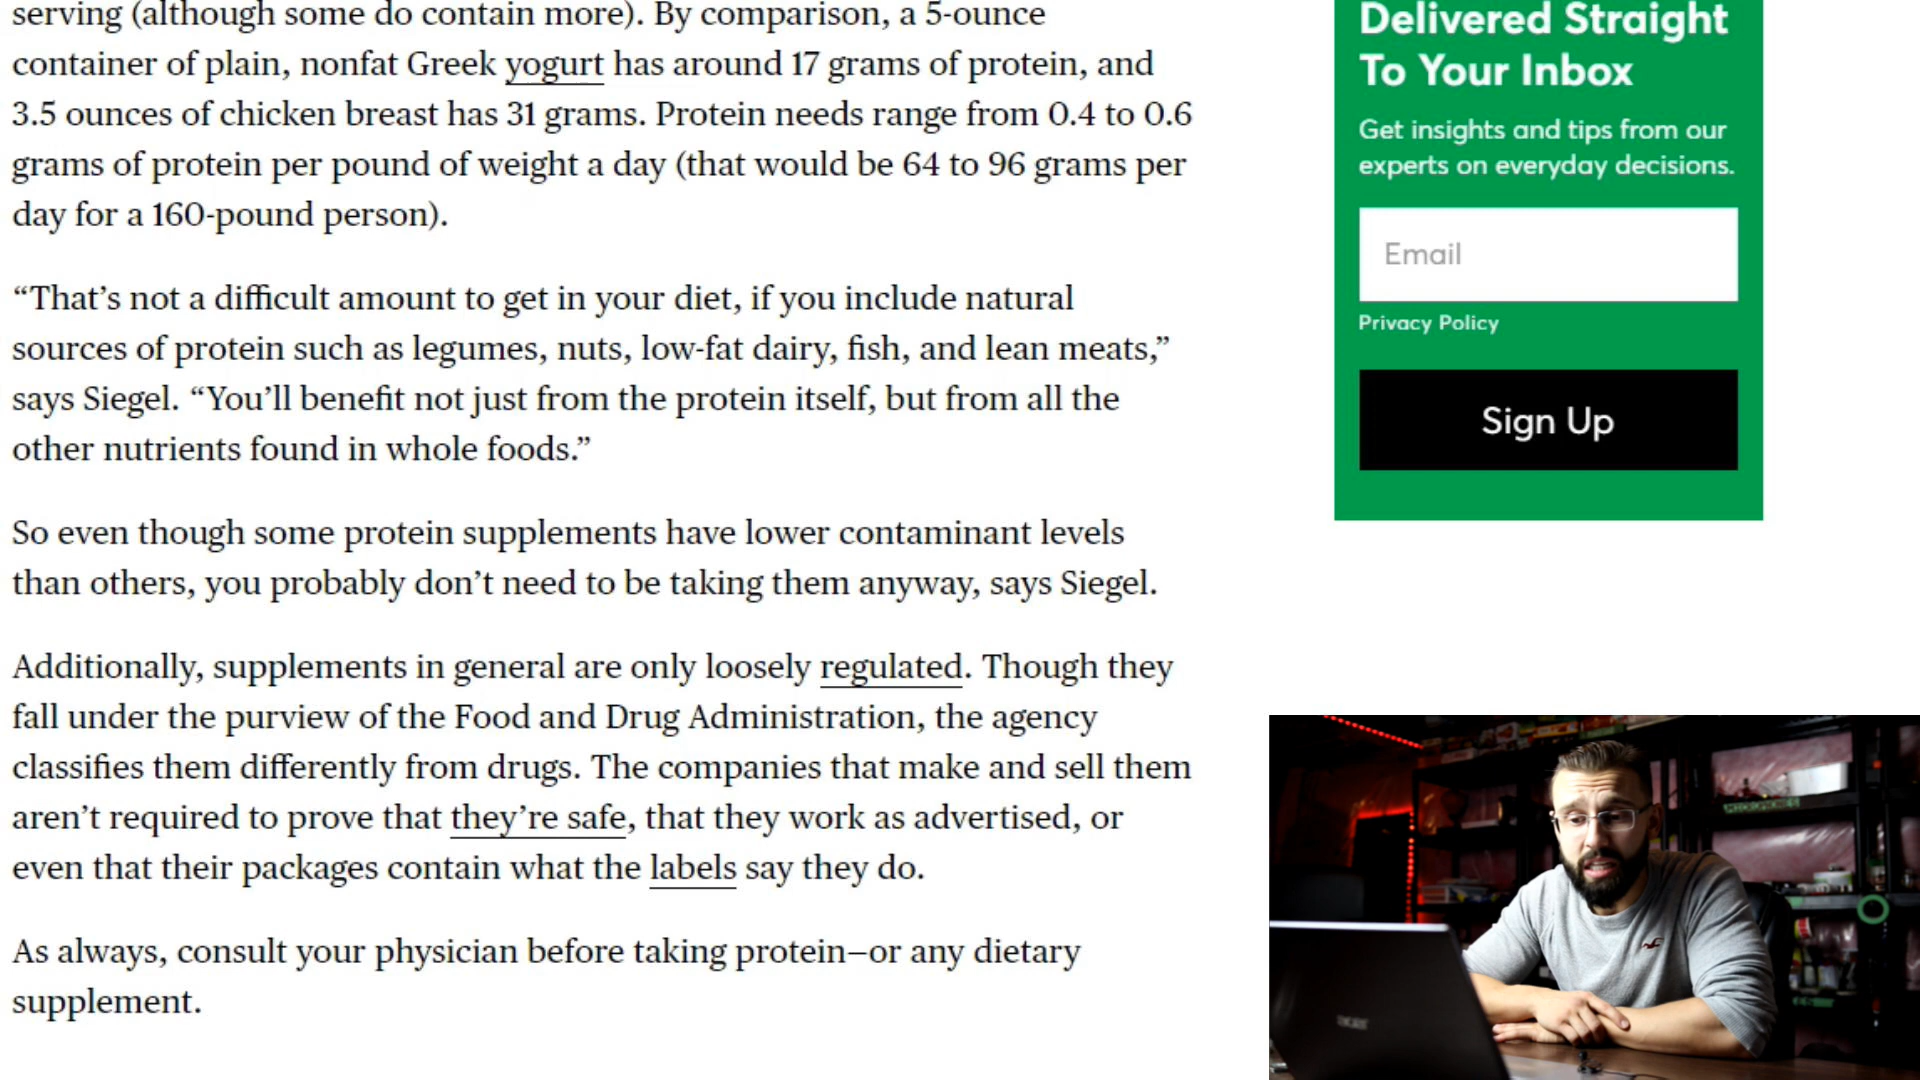 serving (although some do contain more). By comparison, a 5-ounce
container of plain, nonfat Greek yogurt has around 17 grams of protein, and
3.5 ounces of chicken breast has 31 grams. Protein needs range from 0.4 to 0.6
grams of protein per pound of weight a day (that would be 64 to 96 grams per
day for a 160-pound person).
“That’s not a difficult amount to get in your diet, if you include natural
sources of protein such as legumes, nuts, low-fat dairy, fish, and lean meats,”
says Siegel. “You’ll benefit not just from the protein itself, but from all the
other nutrients found in whole foods.”
So even though some protein supplements have lower contaminant levels
than others, you probably don’t need to be taking them anyway, says Siegel.
Additionally, supplements in general are only loosely regulated. Though they
fall under the purview of the Food and Drug Administration, the agency
classifies them differently from drugs. The companies that make and sell them
aren’t required to prove that they’re safe, that they work as advertised, or
even that their packages contain what the labels say they do.
As always, consult your physician before taking protein—or any dietary
supplement.
Delivered Straight
To Your Inbox
Get insights and tips from our
experts on everyday decisions.
Email
Privacy Policy
Sign Up